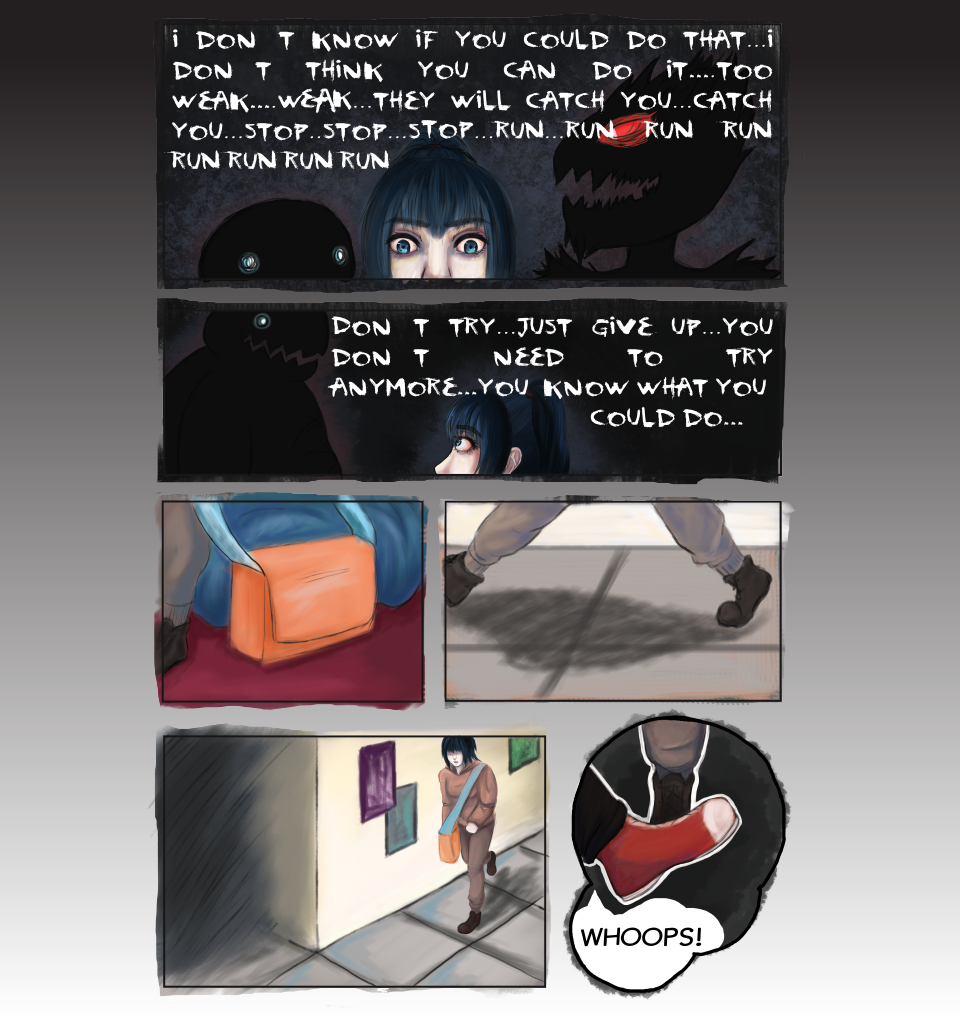 I DON T KNOW IF YOU COULD DO THAT...I
DON T THINK YOU CAN DO IT....TOO
WEAK....WEAK...THEY WILL CATCH YOU...CATCH
YOU...STOP..STOP...STOP...RUN...RUN RUN RUN
RUN RUN RUN RUN
DON T TRY...JUST GIVE UP...YOU
DON T NEED TO TRY
ANYMORE...YOU KNOW WHAT YOU
COULD DO...
WHOOPS!